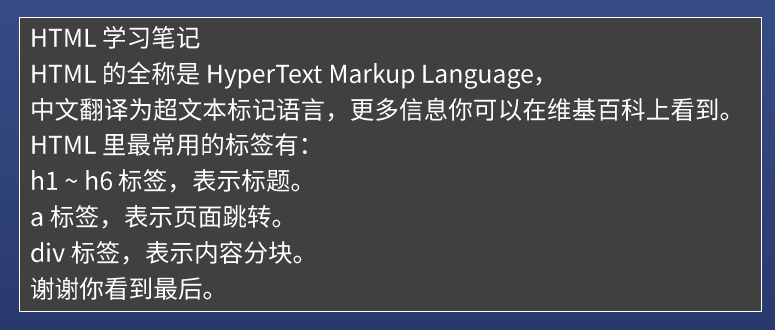 HTML 学习笔记
HTML 的全称是 HyperText Markup Language，
中文翻译为超文本标记语言，更多信息你可以在维基百科上看到。
HTML 里最常用的标签有：
h1 ~ h6 标签，表示标题。
a 标签，表示页面跳转。
div 标签，表示内容分块。
谢谢你看到最后。